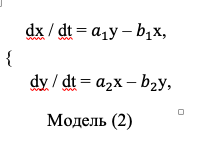 dx / dt = a₁y – b₁x,
{
dy / dt = a₂x – b₂y,
Модель (2)